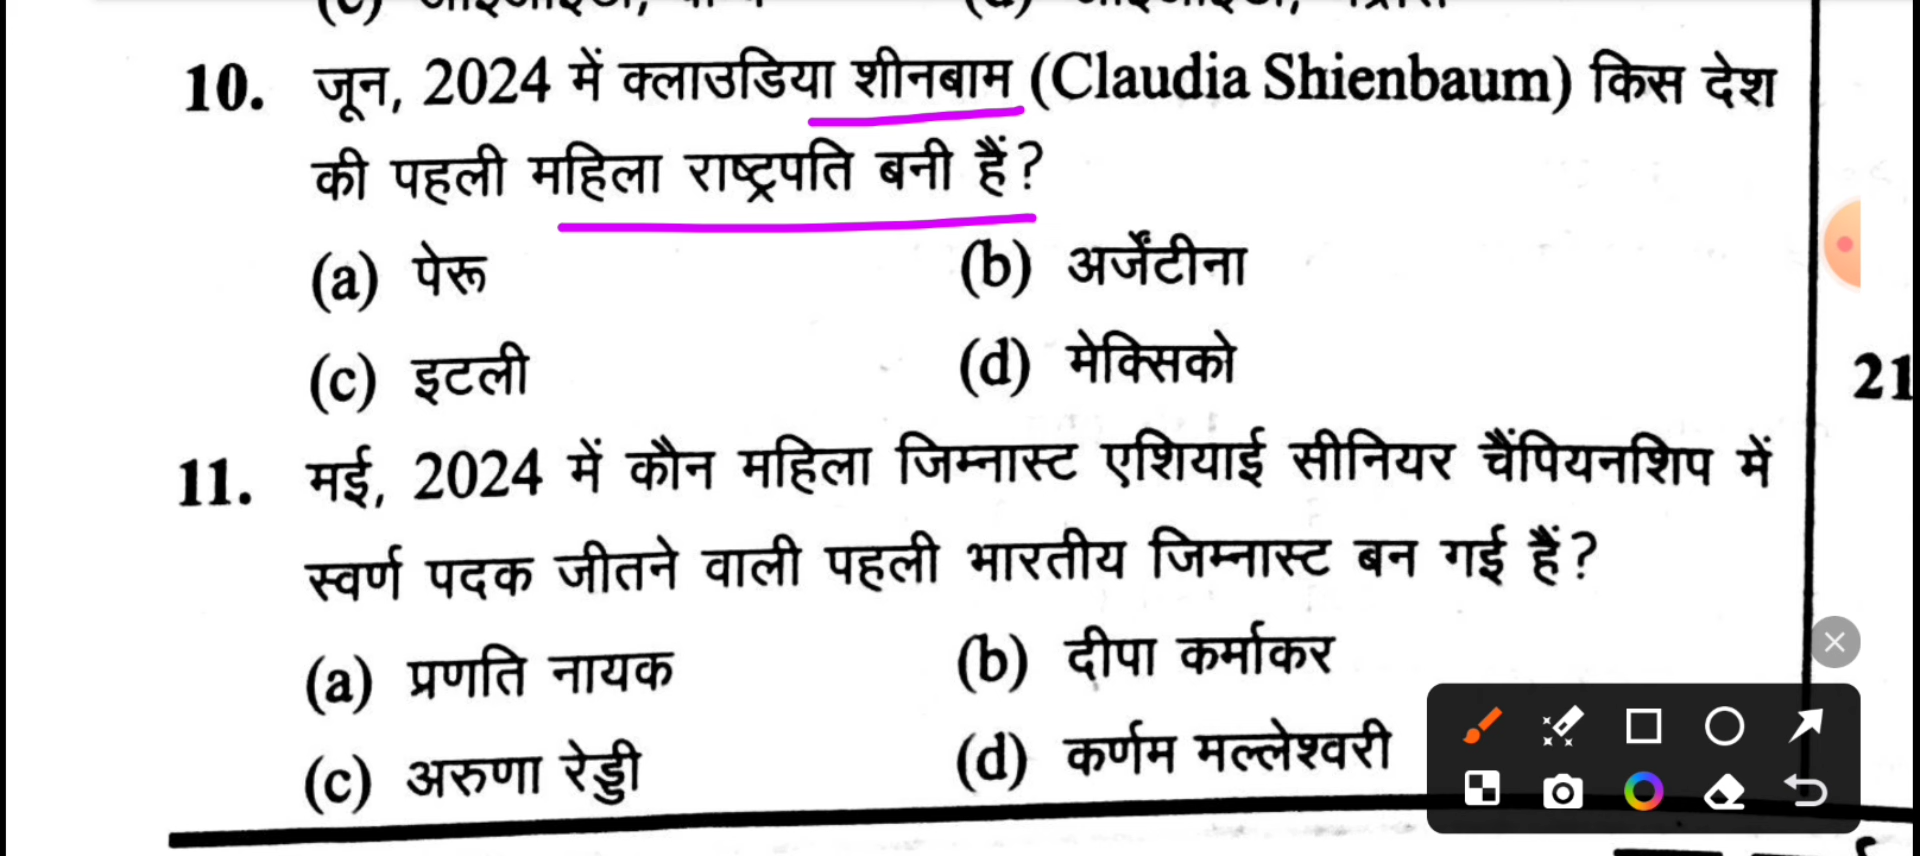 10. जून, 2024 में क्लाउडिया शीनबाम (Claudia Shienbaum) किस देश
की पहली महिला राष्ट्रपति बनी हैं?
(a) पेरू (b) अर्जेंटीना
(c) इटली (d) मेक्सिको
21
11. मई, 2024 में कौन महिला जिम्नास्ट एशियाई सीनियर चैंपियनशिप में
स्वर्ण पदक जीतने वाली पहली भारतीय जिम्नास्ट बन गई हैं?
(a) प्रणति नायक (b) दीपा कर्माकर
(c) अरुणा रेड्डी (d) कर्णम मल्लेश्वरी